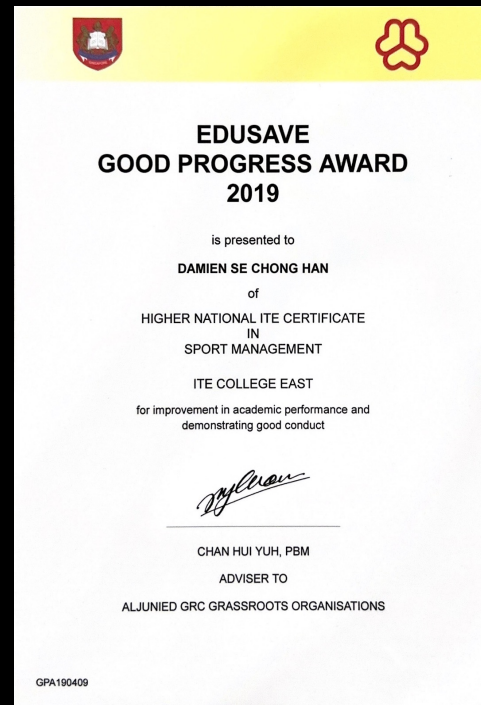 EDUSAVE
GOOD PROGRESS AWARD
2019
is presented to
DAMIEN SE CHONG HAN
of
HIGHER NATIONAL ITE CERTIFICATE
IN
SPORT MANAGEMENT
ITE COLLEGE EAST
for improvement in academic performance and
demonstrating good conduct
CHAN HUI YUH, PBM
ADVISER TO
ALJUNIED GRC GRASSROOTS ORGANISATIONS
GPA190409